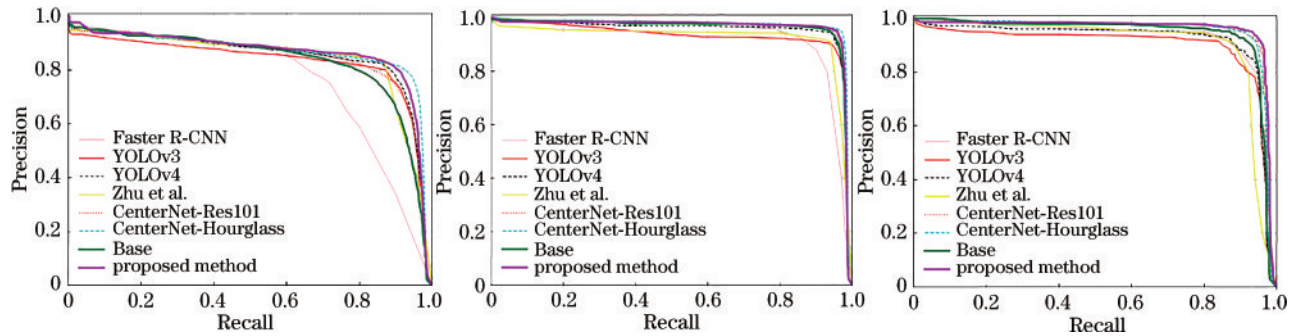 Precision
1.0
0.8
0.6
0.4
0.2
0
Faster R-CNN
YOLOv3
YOLOv4
Zhu et al.
CenterNet-Res101
CenterNet-Hourglass
Base
proposed method
0
0.2
0.4
0.6
0.8
1.0
Recall
Precision
1.0
0.8
0.6
0.4
0.2
0
Faster R-CNN
YOLOv3
YOLOv4
Zhu et al.
CenterNet-Res101
CenterNet-Hourglass
Base
proposed method
0
0.2
0.4
0.6
0.8
1.0
Recall
Precision
1.0
0.8
0.6
0.4
0.2
0
Faster R-CNN
YOLOv3
YOLOv4
Zhu et al.
CenterNet-Res101
CenterNet-Hourglass
Base
proposed method
0
0.2
0.4
0.6
0.8
1.0
Recall